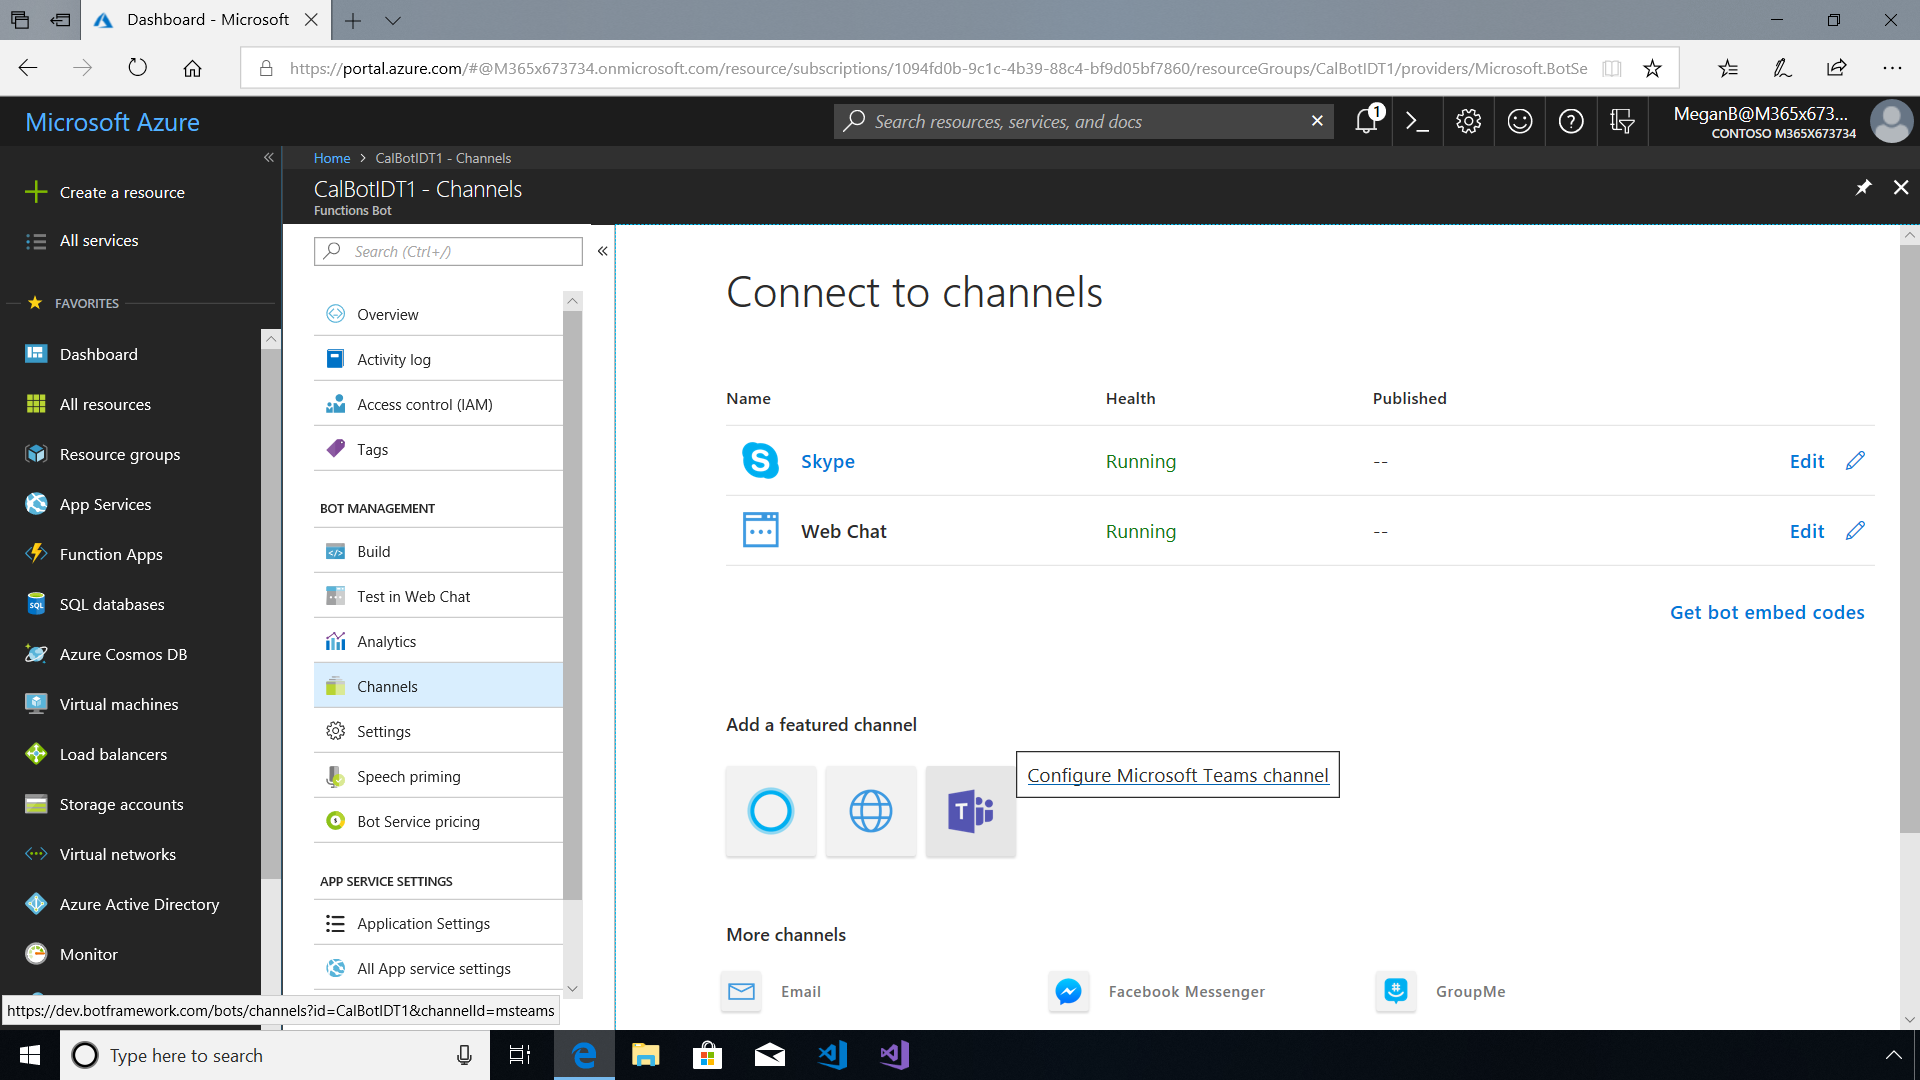 Dashboard - Microsoft
https://portal.azure.com/#@M365x673734.onmicrosoft.com/resource/subscriptions/1094fd0b-9c1c-4b39-88c4-bf9d05bf7860/resourceGroups/CalBotIDT1/providers/Microsoft.BotSe
Microsoft Azure
Search resources, services, and docs
1
MeganB@M365x673...
CONTOSO M365X673734
Home > CalBotIDT1 - Channels
CalBotIDT1 - Channels
Functions Bot
Create a resource
All services
FAVORITES
Dashboard
All resources
Resource groups
App Services
Function Apps
SQL databases
Azure Cosmos DB
Virtual machines
Load balancers
Storage accounts
Virtual networks
Azure Active Directory
Monitor
Search (Ctrl+/)
Overview
Activity log
Access control (IAM)
Tags
BOT MANAGEMENT
Build
Test in Web Chat
Analytics
Channels
Settings
Speech priming
Bot Service pricing
APP SERVICE SETTINGS
Application Settings
All App service settings
Connect to channels
Name Health Published
Skype Running -- Edit
Web Chat Running -- Edit
Get bot embed codes
Add a featured channel
Configure Microsoft Teams channel
More channels
Email Facebook Messenger GroupMe
https://dev.botframework.com/bots/channels?id=CalBotIDT1&channelId=msteams
Type here to search